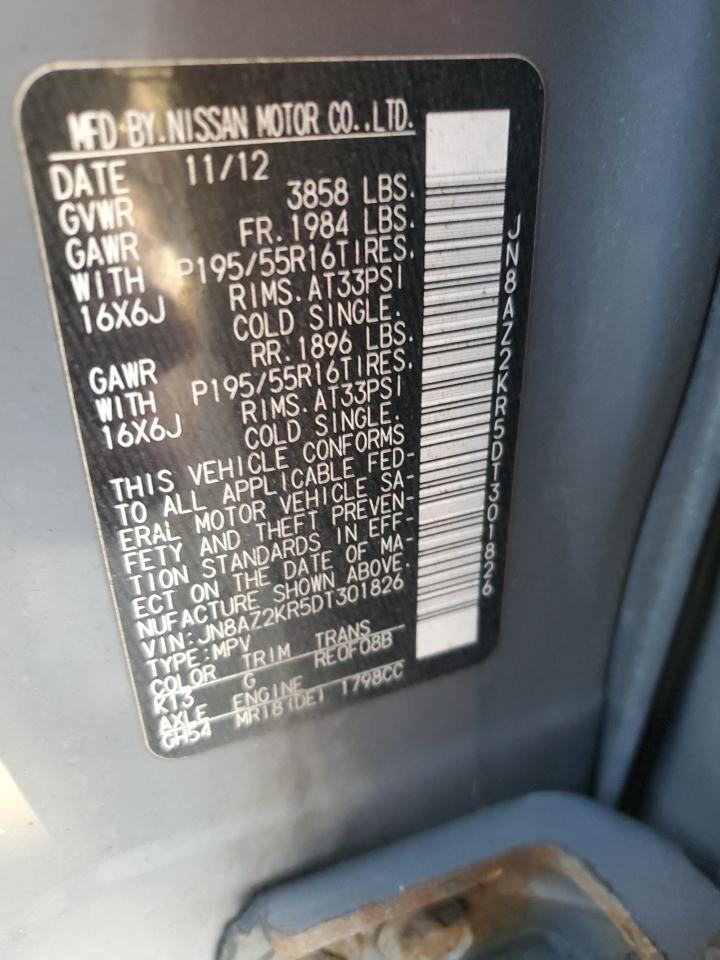 MFD BY.NISSAN MOTOR CO.,LTD.
DATE 11/12
GVWR 3858 LBS.
GAWR FR.1984 LBS.
WITH P195/55R16TIRES.
16X6J RIMS.AT33PSI
COLD SINGLE.
GAWR RR.1896 LBS.
WITH P195/55R16TIRES.
16X6J RIMS.AT33PSI
COLD SINGLE.
THIS VEHICLE CONFORMS
TO ALL APPLICABLE FED-
ERAL MOTOR VEHICLE SA-
FETY AND THEFT PREVEN-
TION STANDARDS IN EFF-
ECT ON THE DATE OF MA-
NUFACTURE SHOWN ABOVE.
VIN:JN8AZ2KR5DT301826
TYPE:MPV
COLOR TRIM TRANS
KT3 G RE0F08B
AXLE ENGINE
GH54 MR18(DE) 1798CC
JN8AZ2KR5DT301826